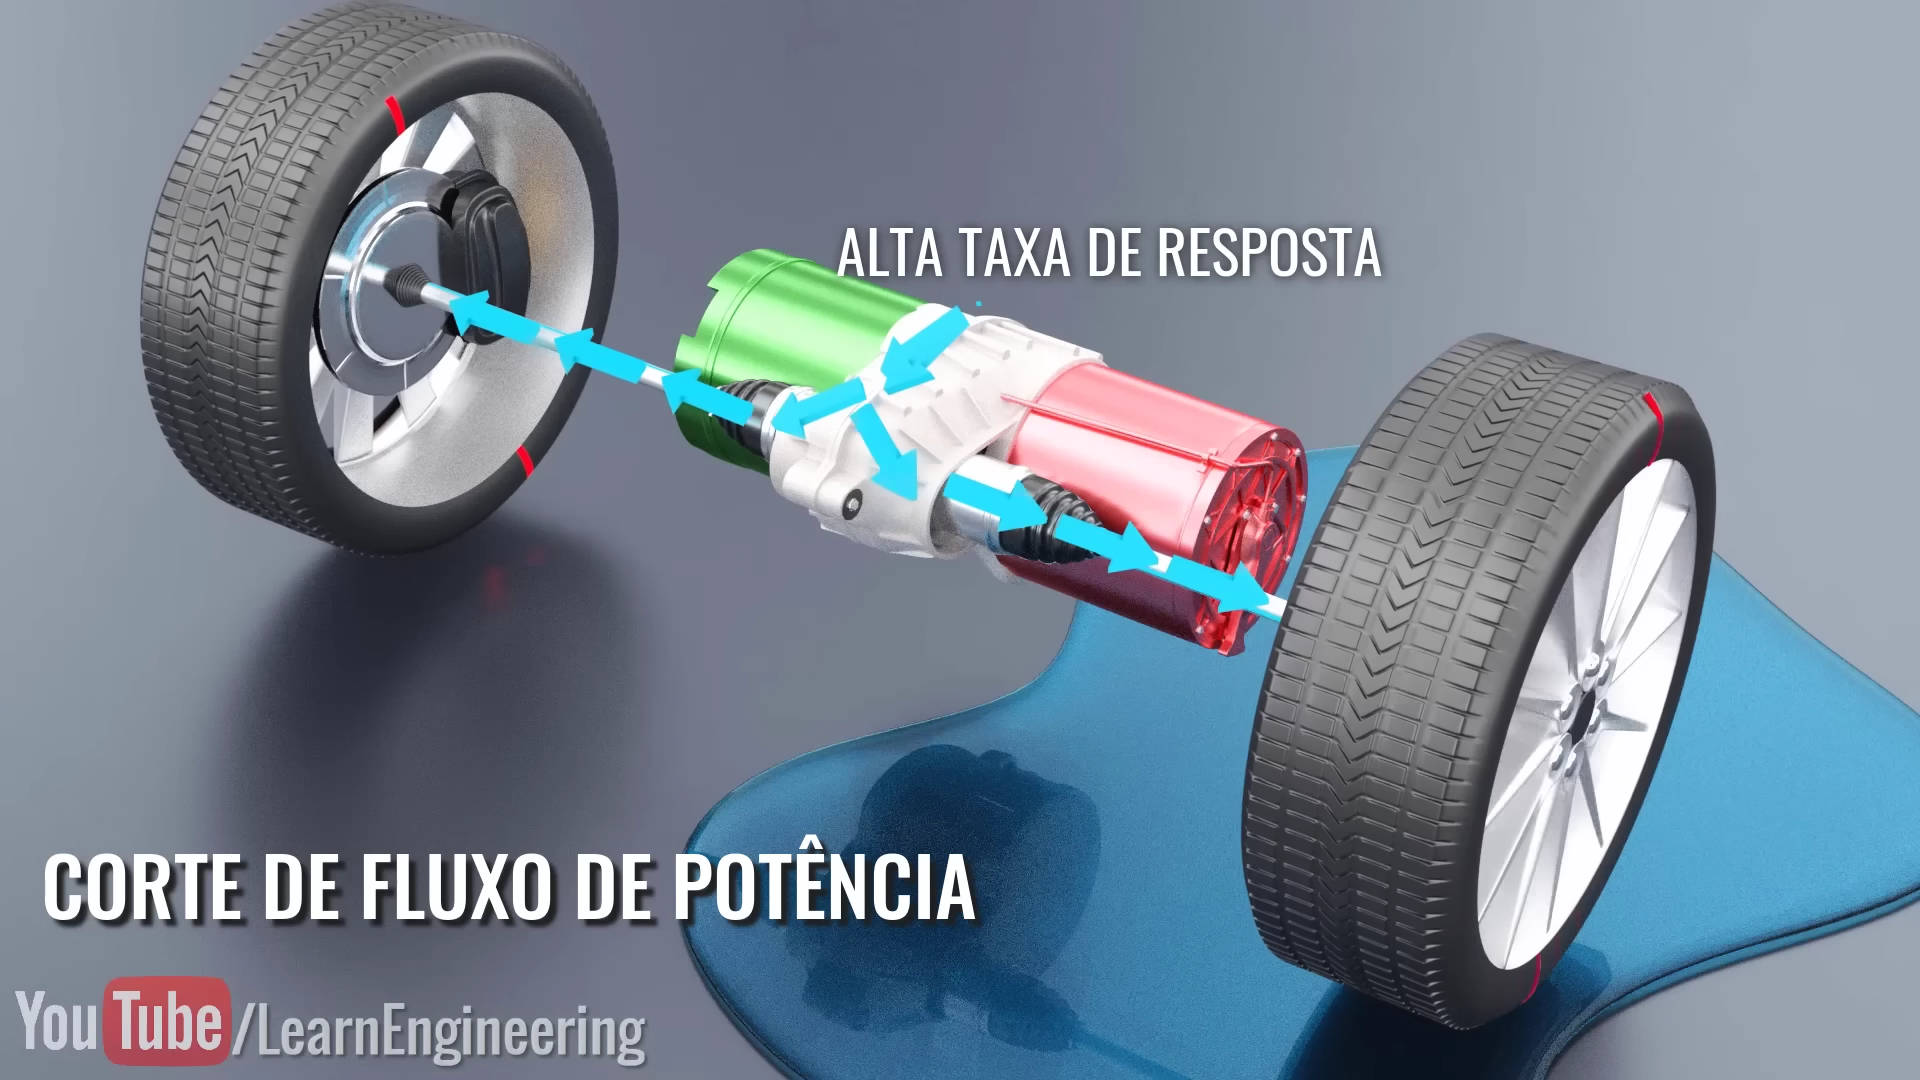 ALTA TAXA DE RESPOSTA
CORTE DE FLUXO DE POTÊNCIA
YouTube/LearnEngineering